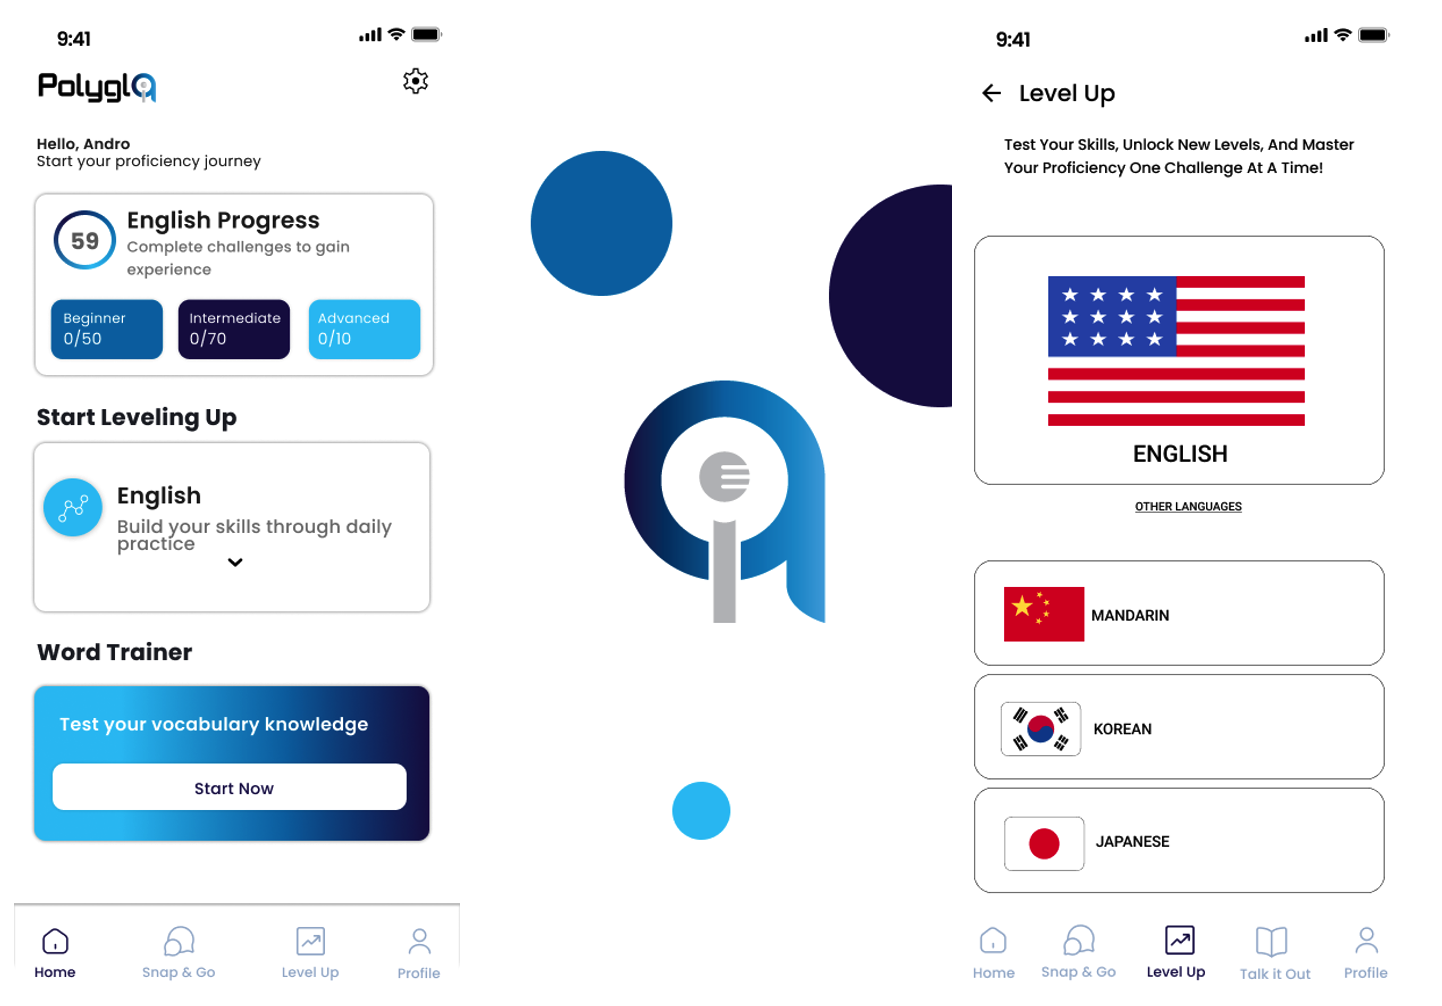 9:41
PolyglQ
Hello, Andro
Start your proficiency journey
59
English Progress
Complete challenges to gain
experience
Beginner
0/50
Intermediate
0/70
Advanced
0/10
Start Leveling Up
English
Build your skills through daily
practice
Word Trainer
Test your vocabulary knowledge
Start Now
Home
Snap & Go
Level Up
Profile
9:41
Level Up
Test Your Skills, Unlock New Levels, And Master
Your Proficiency One Challenge At A Time!
ENGLISH
OTHER LANGUAGES
MANDARIN
KOREAN
JAPANESE
Home
Snap & Go
Level Up
Talk it Out
Profile